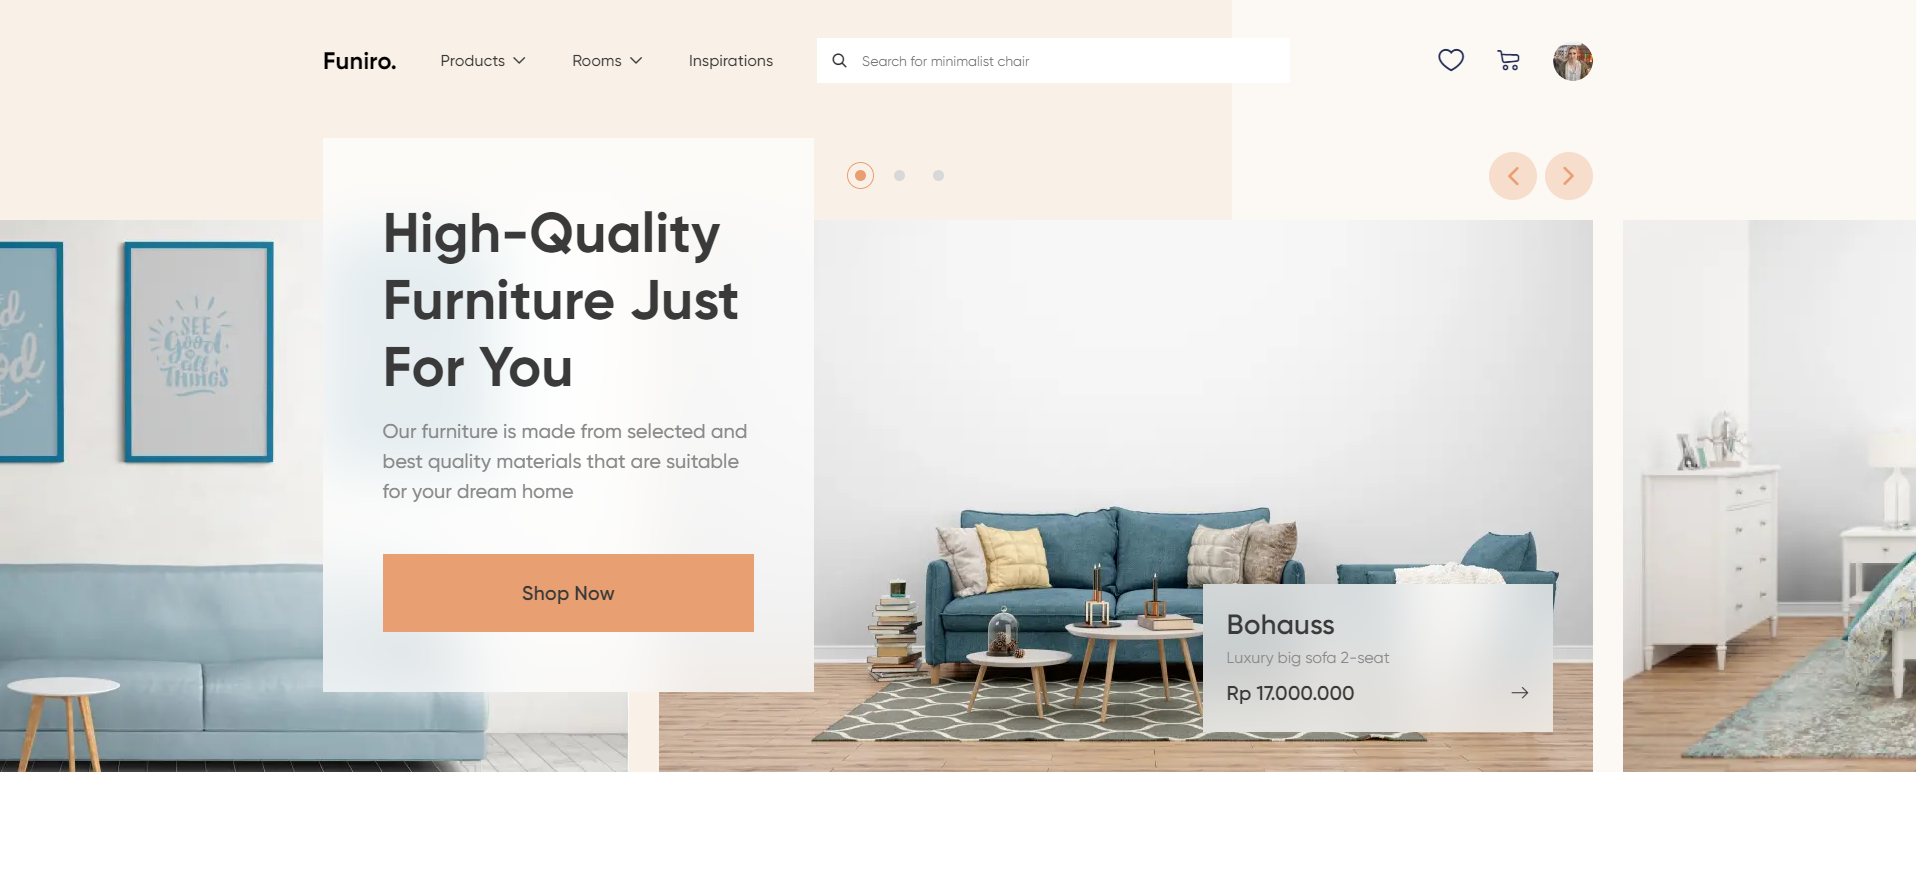 Funiro.
Products
Rooms
Inspirations
Search for minimalist chair
High-Quality
Furniture Just
For You
Our furniture is made from selected and
best quality materials that are suitable
for your dream home
Shop Now
SEE
Good
in
all
THINGS
Bohauss
Luxury big sofa 2-seat
Rp 17.000.000